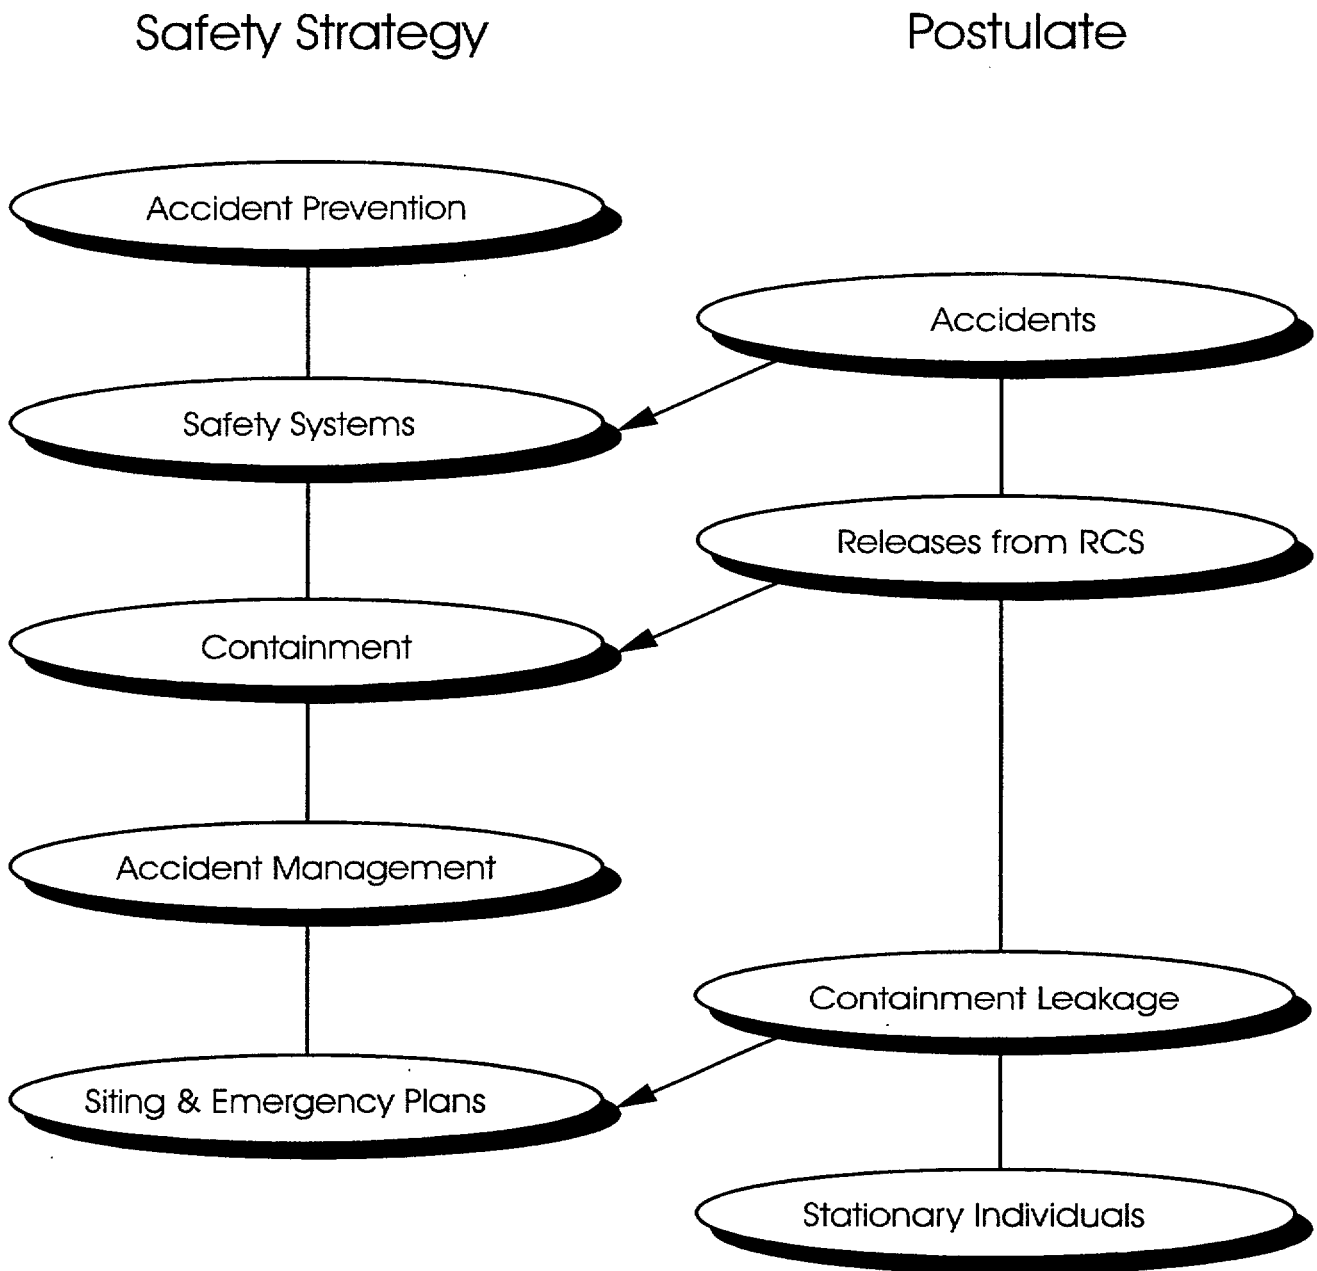 Safety Strategy
Postulate
Accident Prevention
Accidents
Safety Systems
Releases from RCS
Containment
Accident Management
Containment Leakage
Siting & Emergency Plans
Stationary Individuals